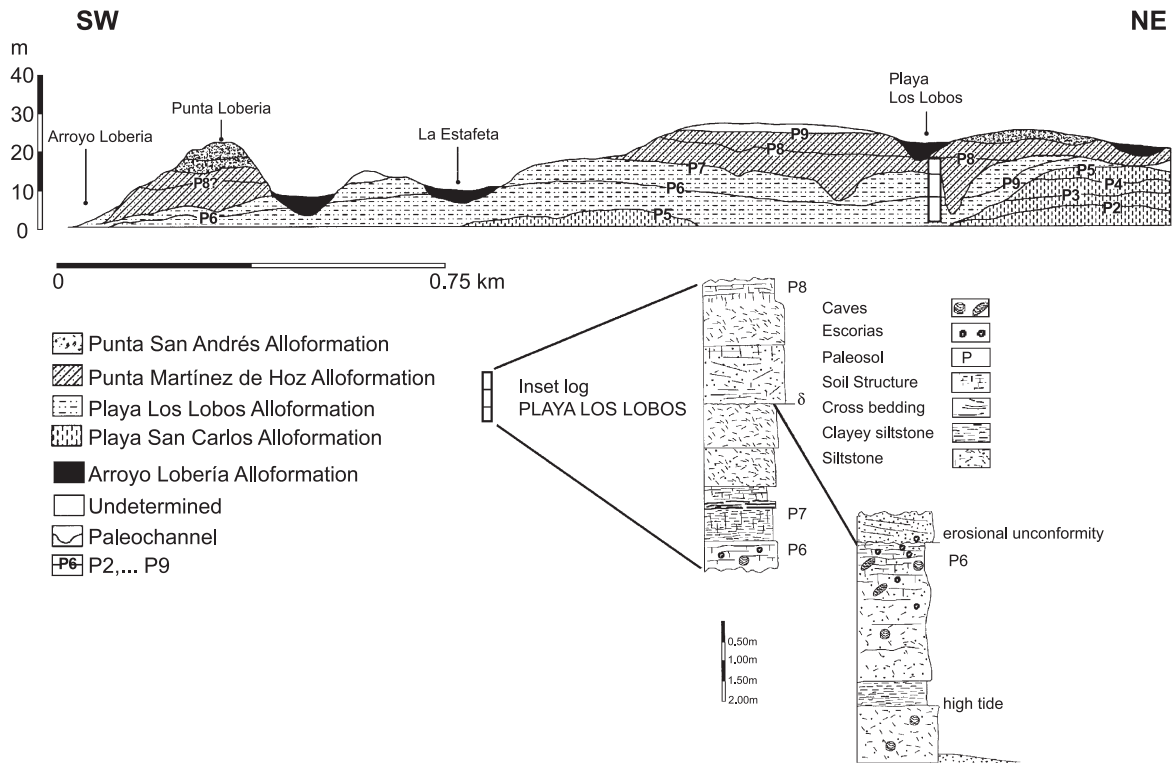 SW
NE
m
40
30
20
10
0
Arroyo Loberia
Punta Loberia
La Estafeta
Playa
Los Lobos
P8?
P6
P7
P6
P5
P9
P8
P8
P9
P5
P4
P3
P2
0
0.75 km
Punta San Andrés Alloformation
Punta Martínez de Hoz Alloformation
Playa Los Lobos Alloformation
Playa San Carlos Alloformation
Arroyo Lobería Alloformation
Undetermined
Paleochannel
P6 P2,... P9
Inset log
PLAYA LOS LOBOS
P8
δ
P7
P6
0.50m
1.00m
1.50m
2.00m
Caves
Escorias
Paleosol P
Soil Structure
Cross bedding
Clayey siltstone
Siltstone
erosional unconformity
P6
high tide